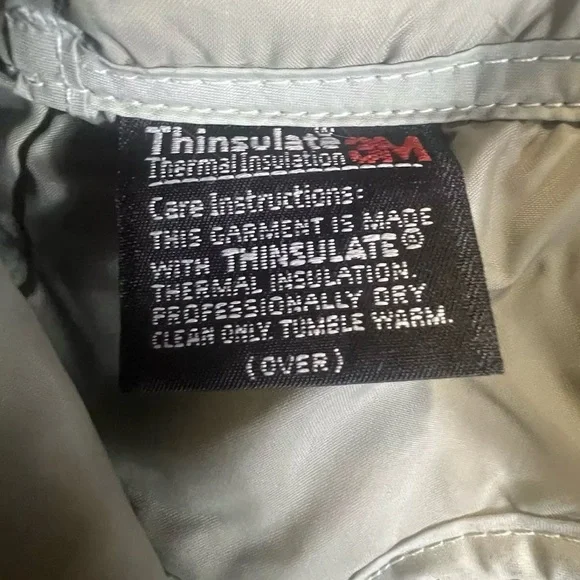 Thinsulate™ 3M
Thermal Insulation
Care Instructions:
THIS GARMENT IS MADE
WITH THINSULATE®
THERMAL INSULATION.
PROFESSIONALLY DRY
CLEAN ONLY. TUMBLE WARM.
(OVER)